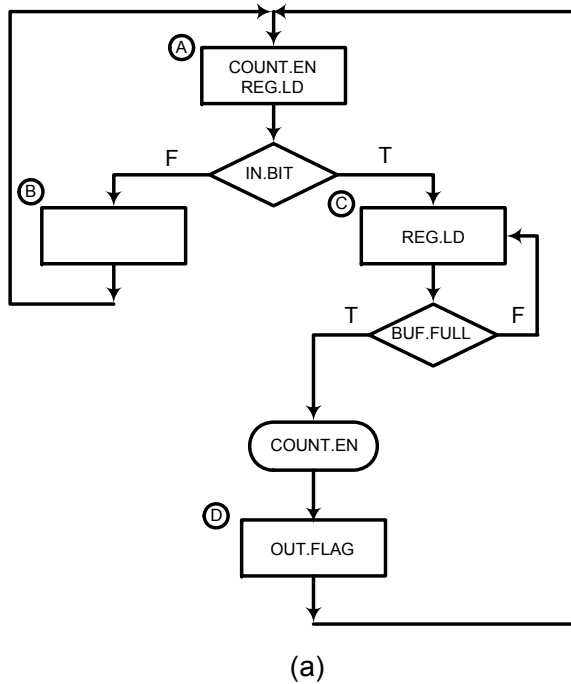 A
COUNT.EN
REG.LD
F
IN.BIT
T
B
C
REG.LD
T
BUF.FULL
F
COUNT.EN
D
OUT.FLAG
(a)